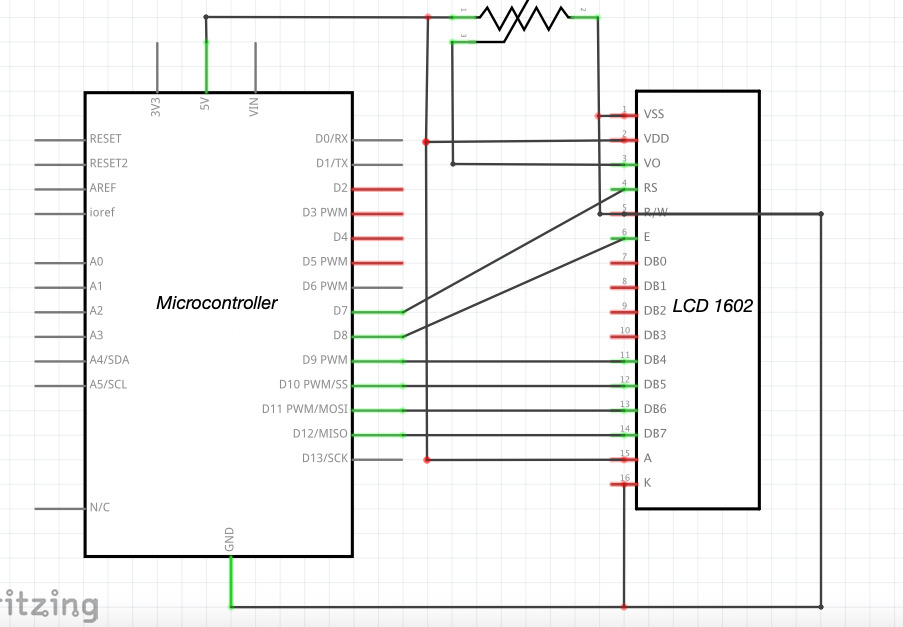 1
2
3
3V3
5V
VIN
RESET
RESET2
AREF
ioref
A0
A1
A2
A3
A4/SDA
A5/SCL
N/C
Microcontroller
D0/RX
D1/TX
D2
D3 PWM
D4
D5 PWM
D6 PWM
D7
D8
D9 PWM
D10 PWM/SS
D11 PWM/MOSI
D12/MISO
D13/SCK
GND
1 VSS
2 VDD
3 VO
4 RS
5 R/W
6 E
7 DB0
8 DB1
9 DB2
10 DB3
11 DB4
12 DB5
13 DB6
14 DB7
15 A
16 K
LCD 1602
itzing